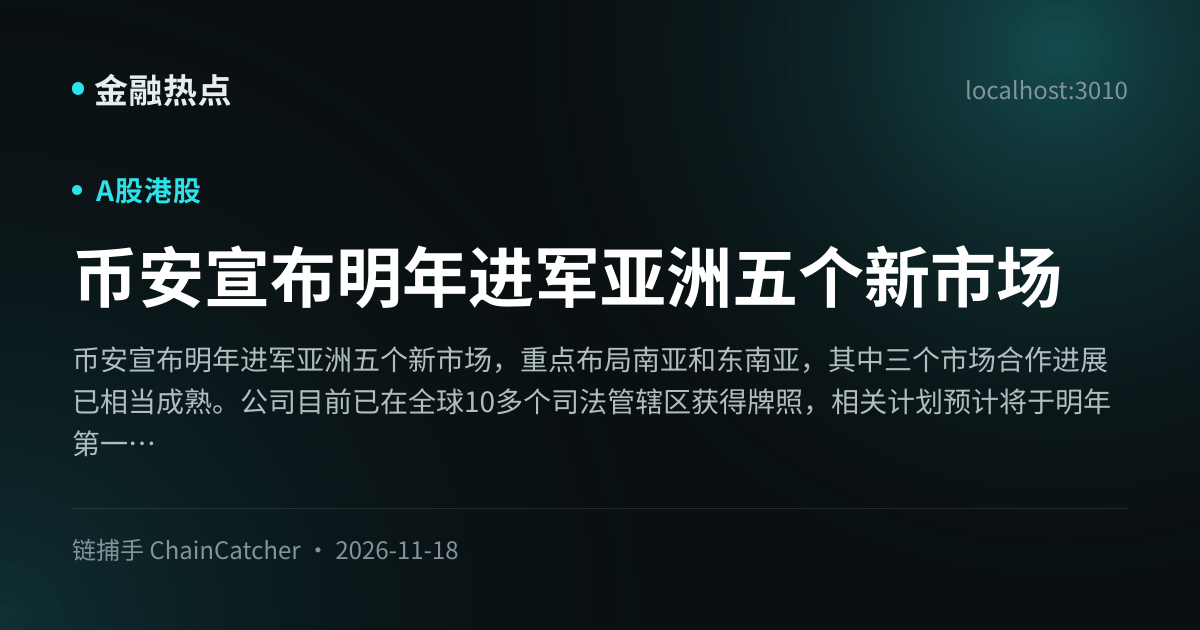 金融热点
localhost:3010
A股港股
币安宣布明年进军亚洲五个新市场
币安宣布明年进军亚洲五个新市场，重点布局南亚和东南亚，其中三个市场合作进展
已相当成熟。公司目前已在全球10多个司法管辖区获得牌照，相关计划预计将于明年
第一…
链捕手 ChainCatcher · 2026-11-18